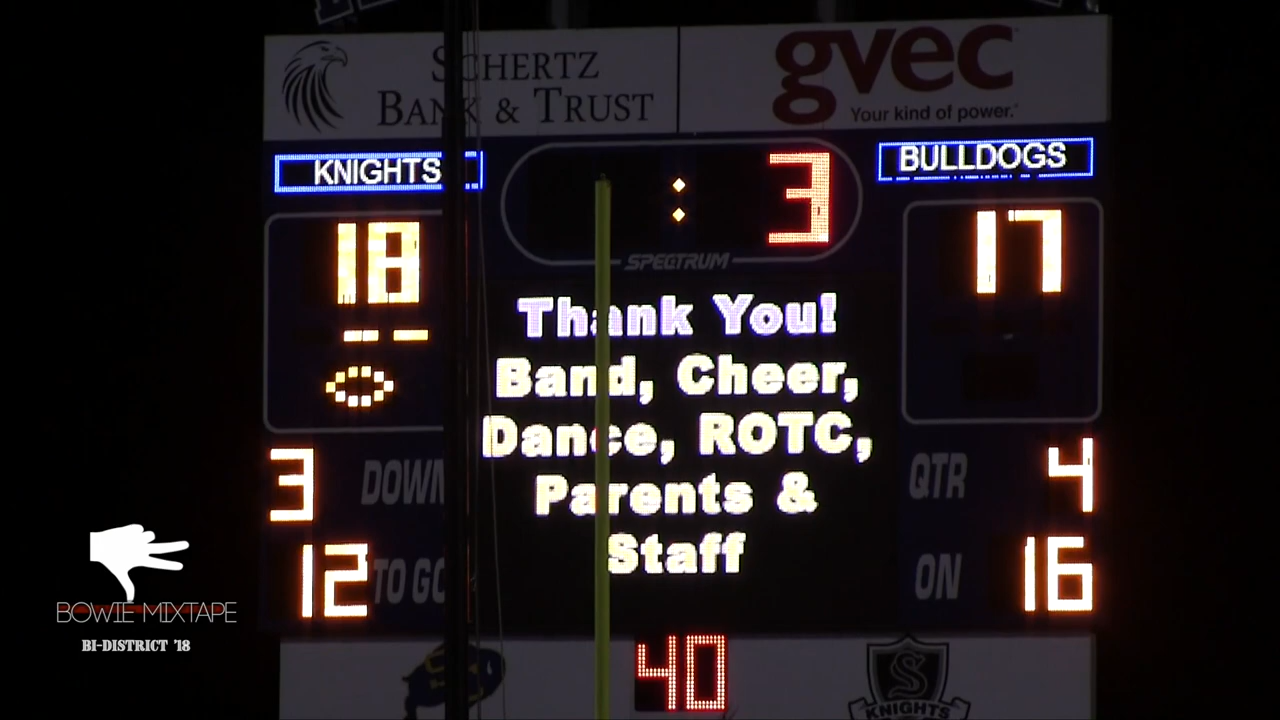 SCHERTZ
BANK & TRUST
gvec
Your kind of power.
KNIGHTS
: 3
BULLDOGS
18
17
SPECTRUM
Thank You!
Band, Cheer,
Dance, ROTC,
Parents &
Staff
3 DOWN
QTR 4
12 TO GO
ON 16
40
S
KNIGHTS
BOWIE MIXTAPE
BI-DISTRICT '18